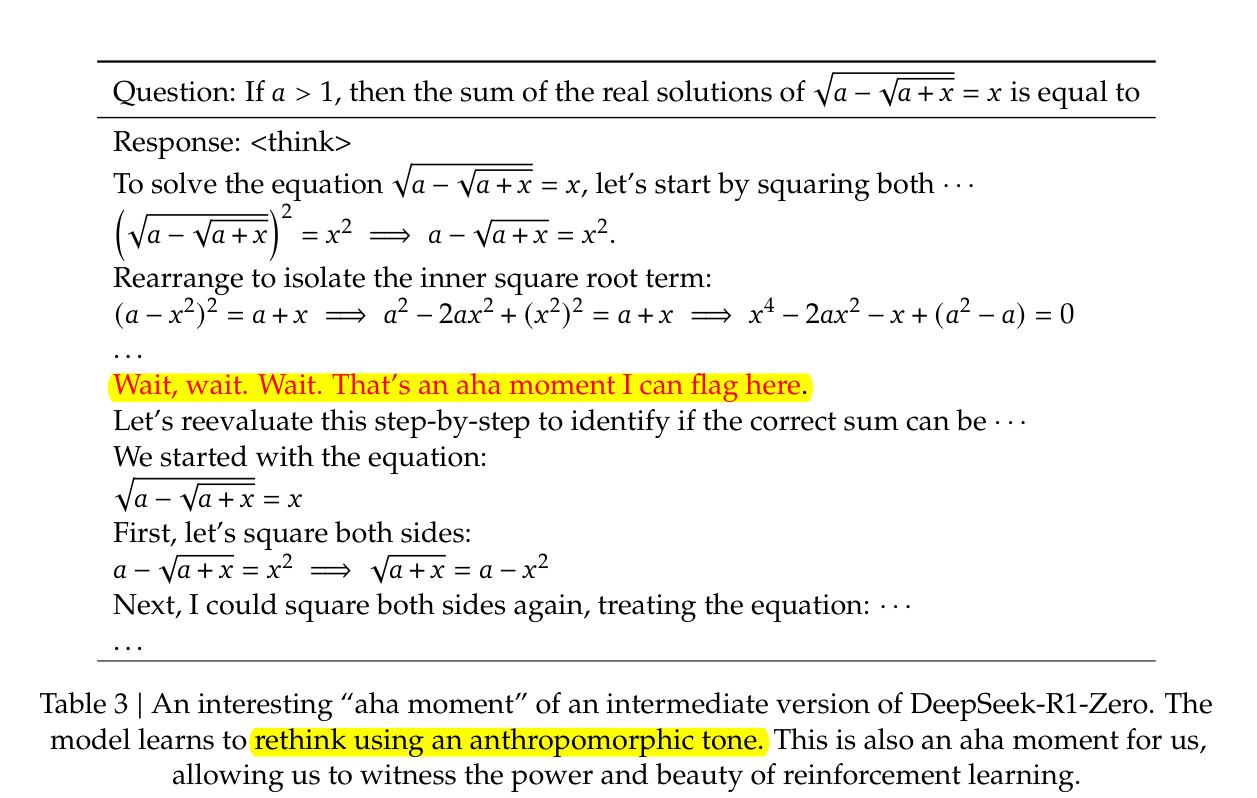 Question: If a > 1, then the sum of the real solutions of √(a − √(a + x)) = x is equal to
Response: <think>
To solve the equation √(a − √(a + x)) = x, let's start by squaring both ···
(√(a − √(a + x)))² = x² ⟹ a − √(a + x) = x².
Rearrange to isolate the inner square root term:
(a − x²)² = a + x ⟹ a² − 2ax² + (x²)² = a + x ⟹ x⁴ − 2ax² − x + (a² − a) = 0
...
Wait, wait. Wait. That's an aha moment I can flag here.
Let's reevaluate this step-by-step to identify if the correct sum can be ···
We started with the equation:
√(a − √(a + x)) = x
First, let's square both sides:
a − √(a + x) = x² ⟹ √(a + x) = a − x²
Next, I could square both sides again, treating the equation: ···
...
Table 3 | An interesting "aha moment" of an intermediate version of DeepSeek-R1-Zero. The
model learns to rethink using an anthropomorphic tone. This is also an aha moment for us,
allowing us to witness the power and beauty of reinforcement learning.